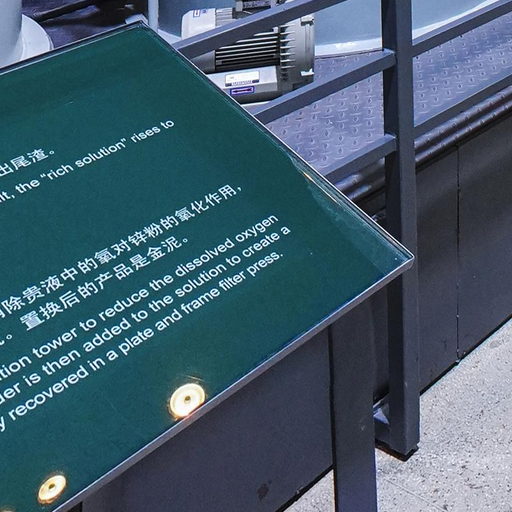 出尾渣。
the “rich solution” rises to
除贵液中的氧对锌粉的氧化作用，
。置换后的产品是金泥。
tion tower to reduce the dissolved oxygen
der is then added to the solution to create a
recovered in a plate and frame filter press.